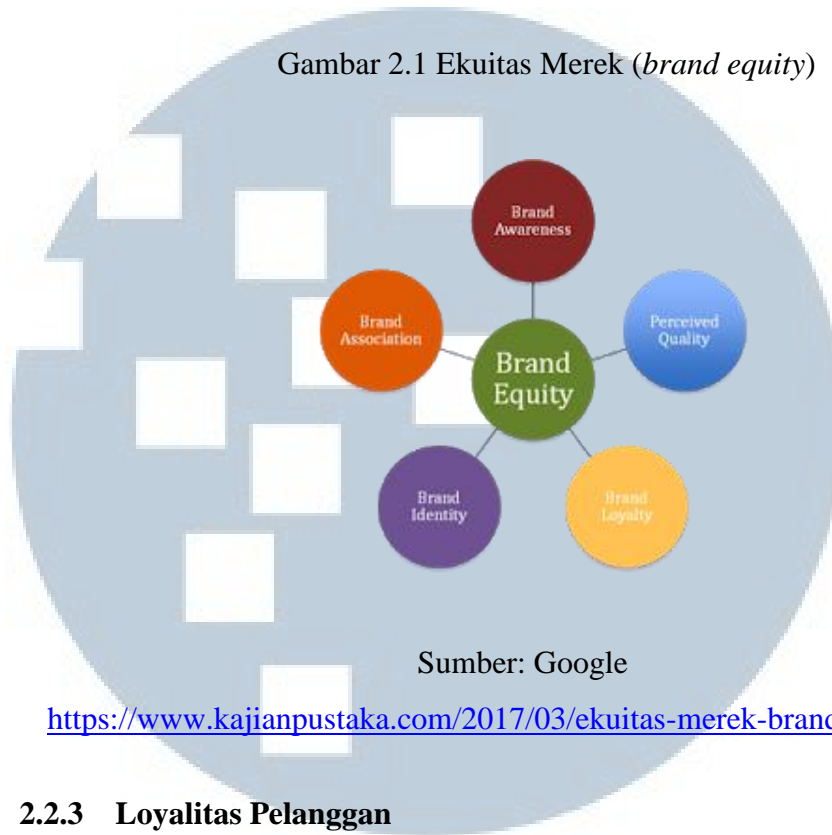 Gambar 2.1 Ekuitas Merek (brand equity)
Brand
Awareness
Brand
Association
Perceived
Quality
Brand
Equity
Brand
Identity
Brand
Loyalty
Sumber: Google
https://www.kajianpustaka.com/2017/03/ekuitas-merek-brand
2.2.3 Loyalitas Pelanggan